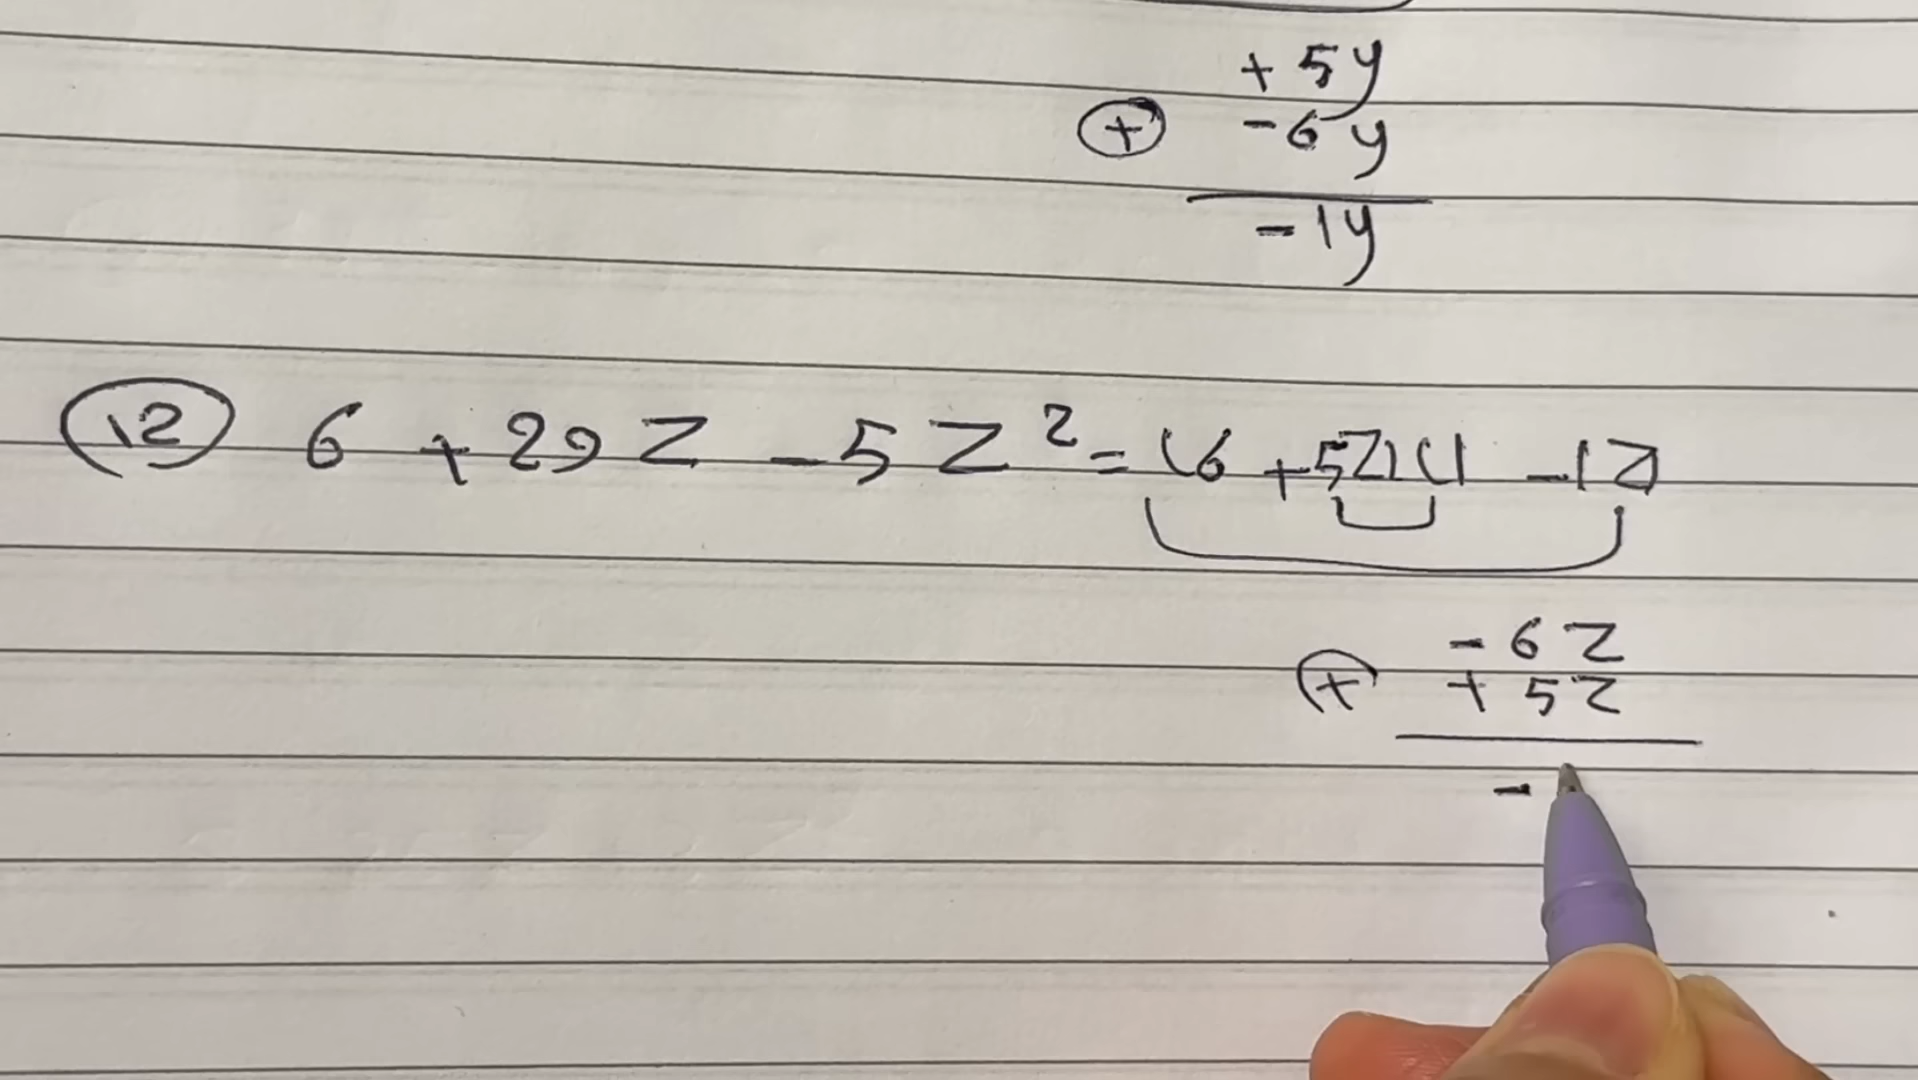 + 5y
(+) - 6y
- 1y
(12) 6 + 29z - 5z² = (6 + 5z)(1 - 1z)
- 6z
(+) + 5z
-